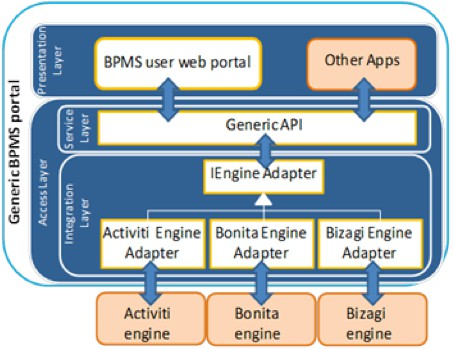 Generic BPMS portal
Presentation
Layer
BPMS user web portal
Other Apps
Access Layer
Service
Layer
Generic API
Integration
Layer
IEngine Adapter
Activiti Engine
Adapter
Bonita Engine
Adapter
Bizagi Engine
Adapter
Activiti
engine
Bonita
engine
Bizagi
engine